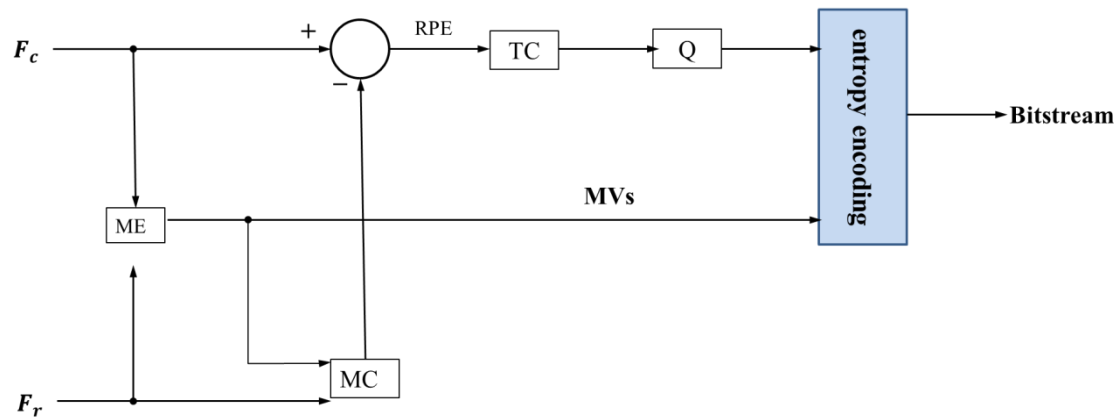 F_c
+
−
RPE
TC
Q
entropy encoding
Bitstream
ME
MVs
MC
F_r